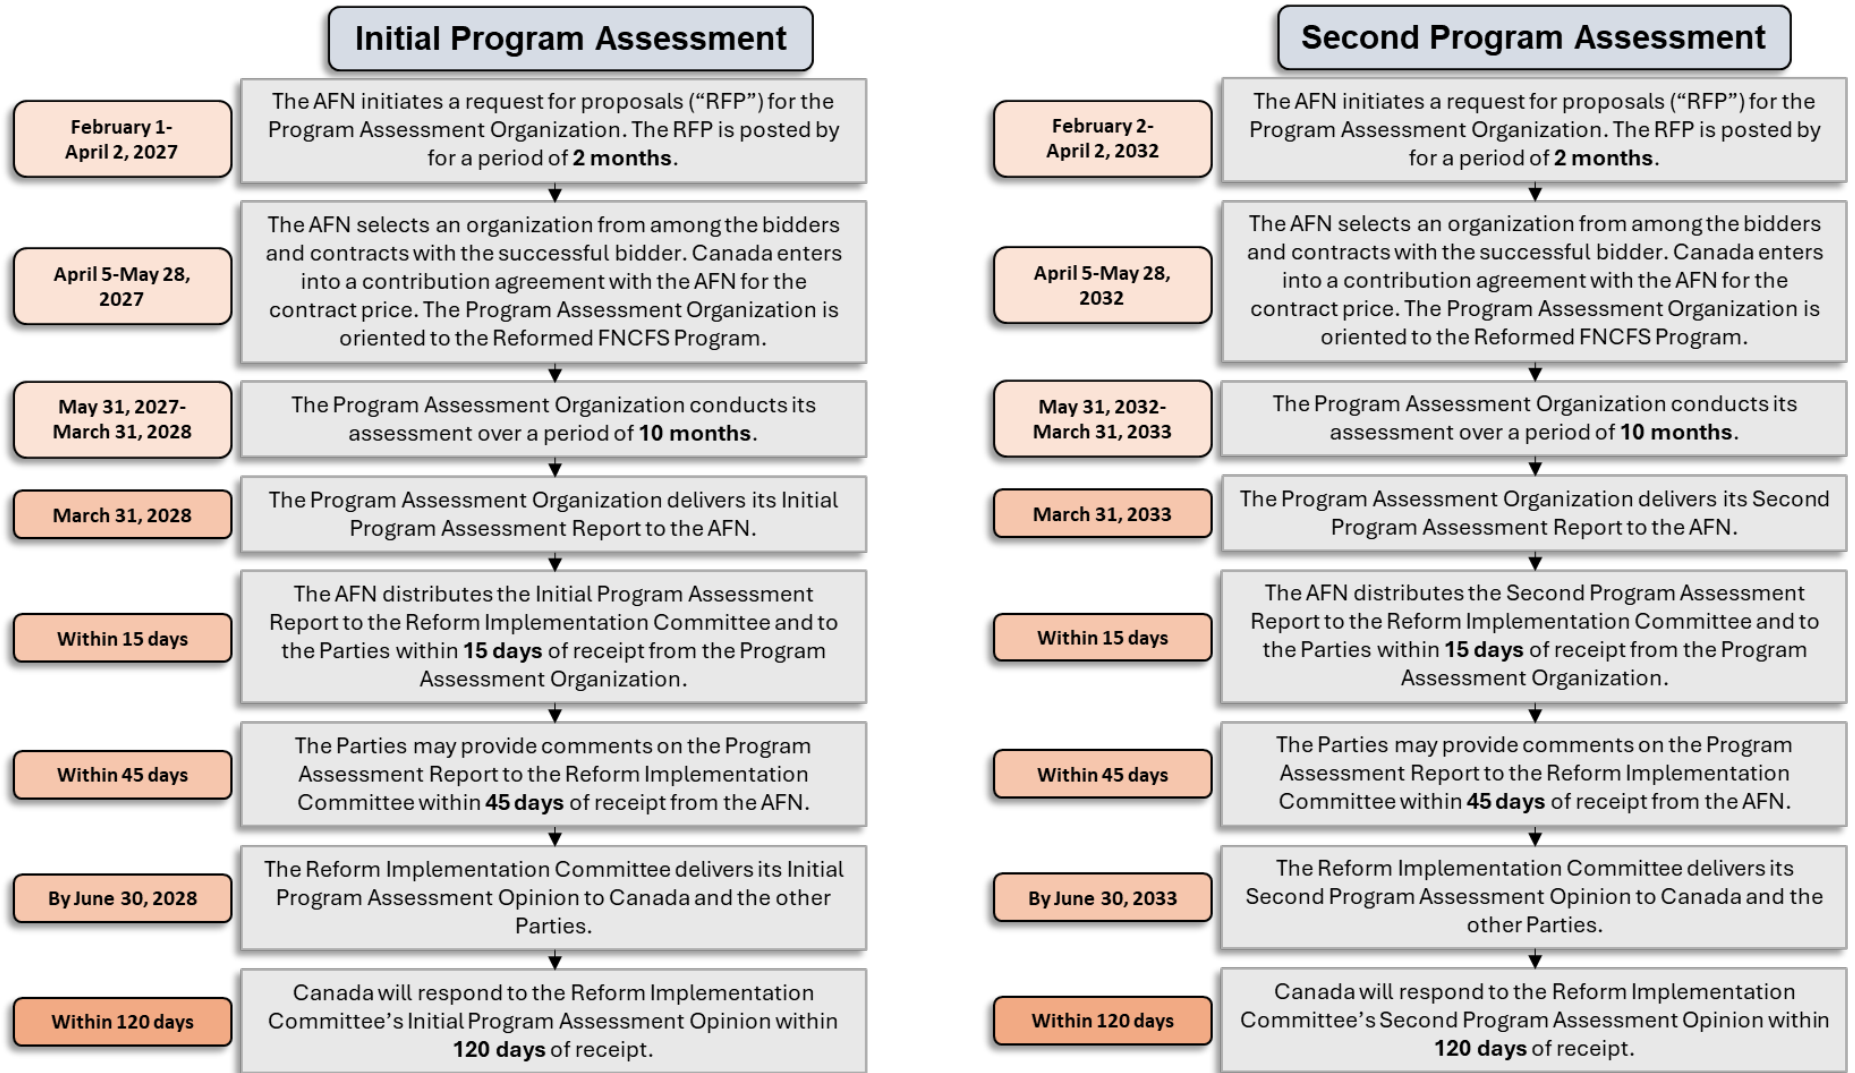 Initial Program Assessment
February 1-
April 2, 2027
The AFN initiates a request for proposals (“RFP”) for the
Program Assessment Organization. The RFP is posted by
for a period of 2 months.
April 5-May 28,
2027
The AFN selects an organization from among the bidders
and contracts with the successful bidder. Canada enters
into a contribution agreement with the AFN for the
contract price. The Program Assessment Organization is
oriented to the Reformed FNCFS Program.
May 31, 2027-
March 31, 2028
The Program Assessment Organization conducts its
assessment over a period of 10 months.
March 31, 2028
The Program Assessment Organization delivers its Initial
Program Assessment Report to the AFN.
Within 15 days
The AFN distributes the Initial Program Assessment
Report to the Reform Implementation Committee and to
the Parties within 15 days of receipt from the Program
Assessment Organization.
Within 45 days
The Parties may provide comments on the Program
Assessment Report to the Reform Implementation
Committee within 45 days of receipt from the AFN.
By June 30, 2028
The Reform Implementation Committee delivers its Initial
Program Assessment Opinion to Canada and the other
Parties.
Within 120 days
Canada will respond to the Reform Implementation
Committee’s Initial Program Assessment Opinion within
120 days of receipt.
Second Program Assessment
February 2-
April 2, 2032
The AFN initiates a request for proposals (“RFP”) for the
Program Assessment Organization. The RFP is posted by
for a period of 2 months.
April 5-May 28,
2032
The AFN selects an organization from among the bidders
and contracts with the successful bidder. Canada enters
into a contribution agreement with the AFN for the
contract price. The Program Assessment Organization is
oriented to the Reformed FNCFS Program.
May 31, 2032-
March 31, 2033
The Program Assessment Organization conducts its
assessment over a period of 10 months.
March 31, 2033
The Program Assessment Organization delivers its Second
Program Assessment Report to the AFN.
Within 15 days
The AFN distributes the Second Program Assessment
Report to the Reform Implementation Committee and to
the Parties within 15 days of receipt from the Program
Assessment Organization.
Within 45 days
The Parties may provide comments on the Program
Assessment Report to the Reform Implementation
Committee within 45 days of receipt from the AFN.
By June 30, 2033
The Reform Implementation Committee delivers its
Second Program Assessment Opinion to Canada and the
other Parties.
Within 120 days
Canada will respond to the Reform Implementation
Committee’s Second Program Assessment Opinion within
120 days of receipt.